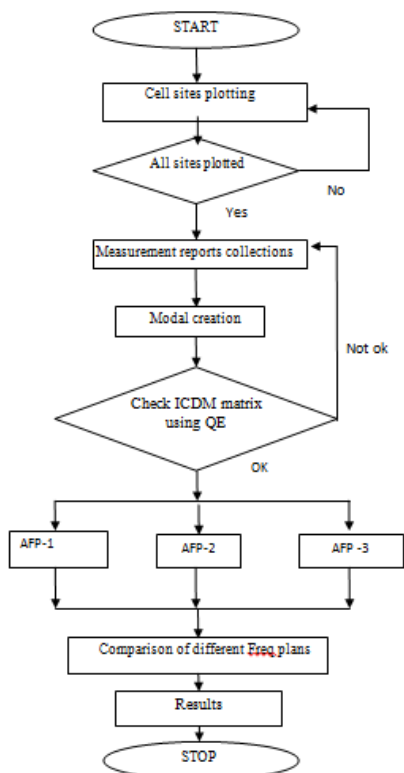 START
Cell sites plotting
All sites plotted
No
Yes
Measurement reports collections
Modal creation
Not ok
Check ICDM matrix
using QE
OK
AFP-1
AFP-2
AFP -3
Comparison of different Freq plans
Results
STOP